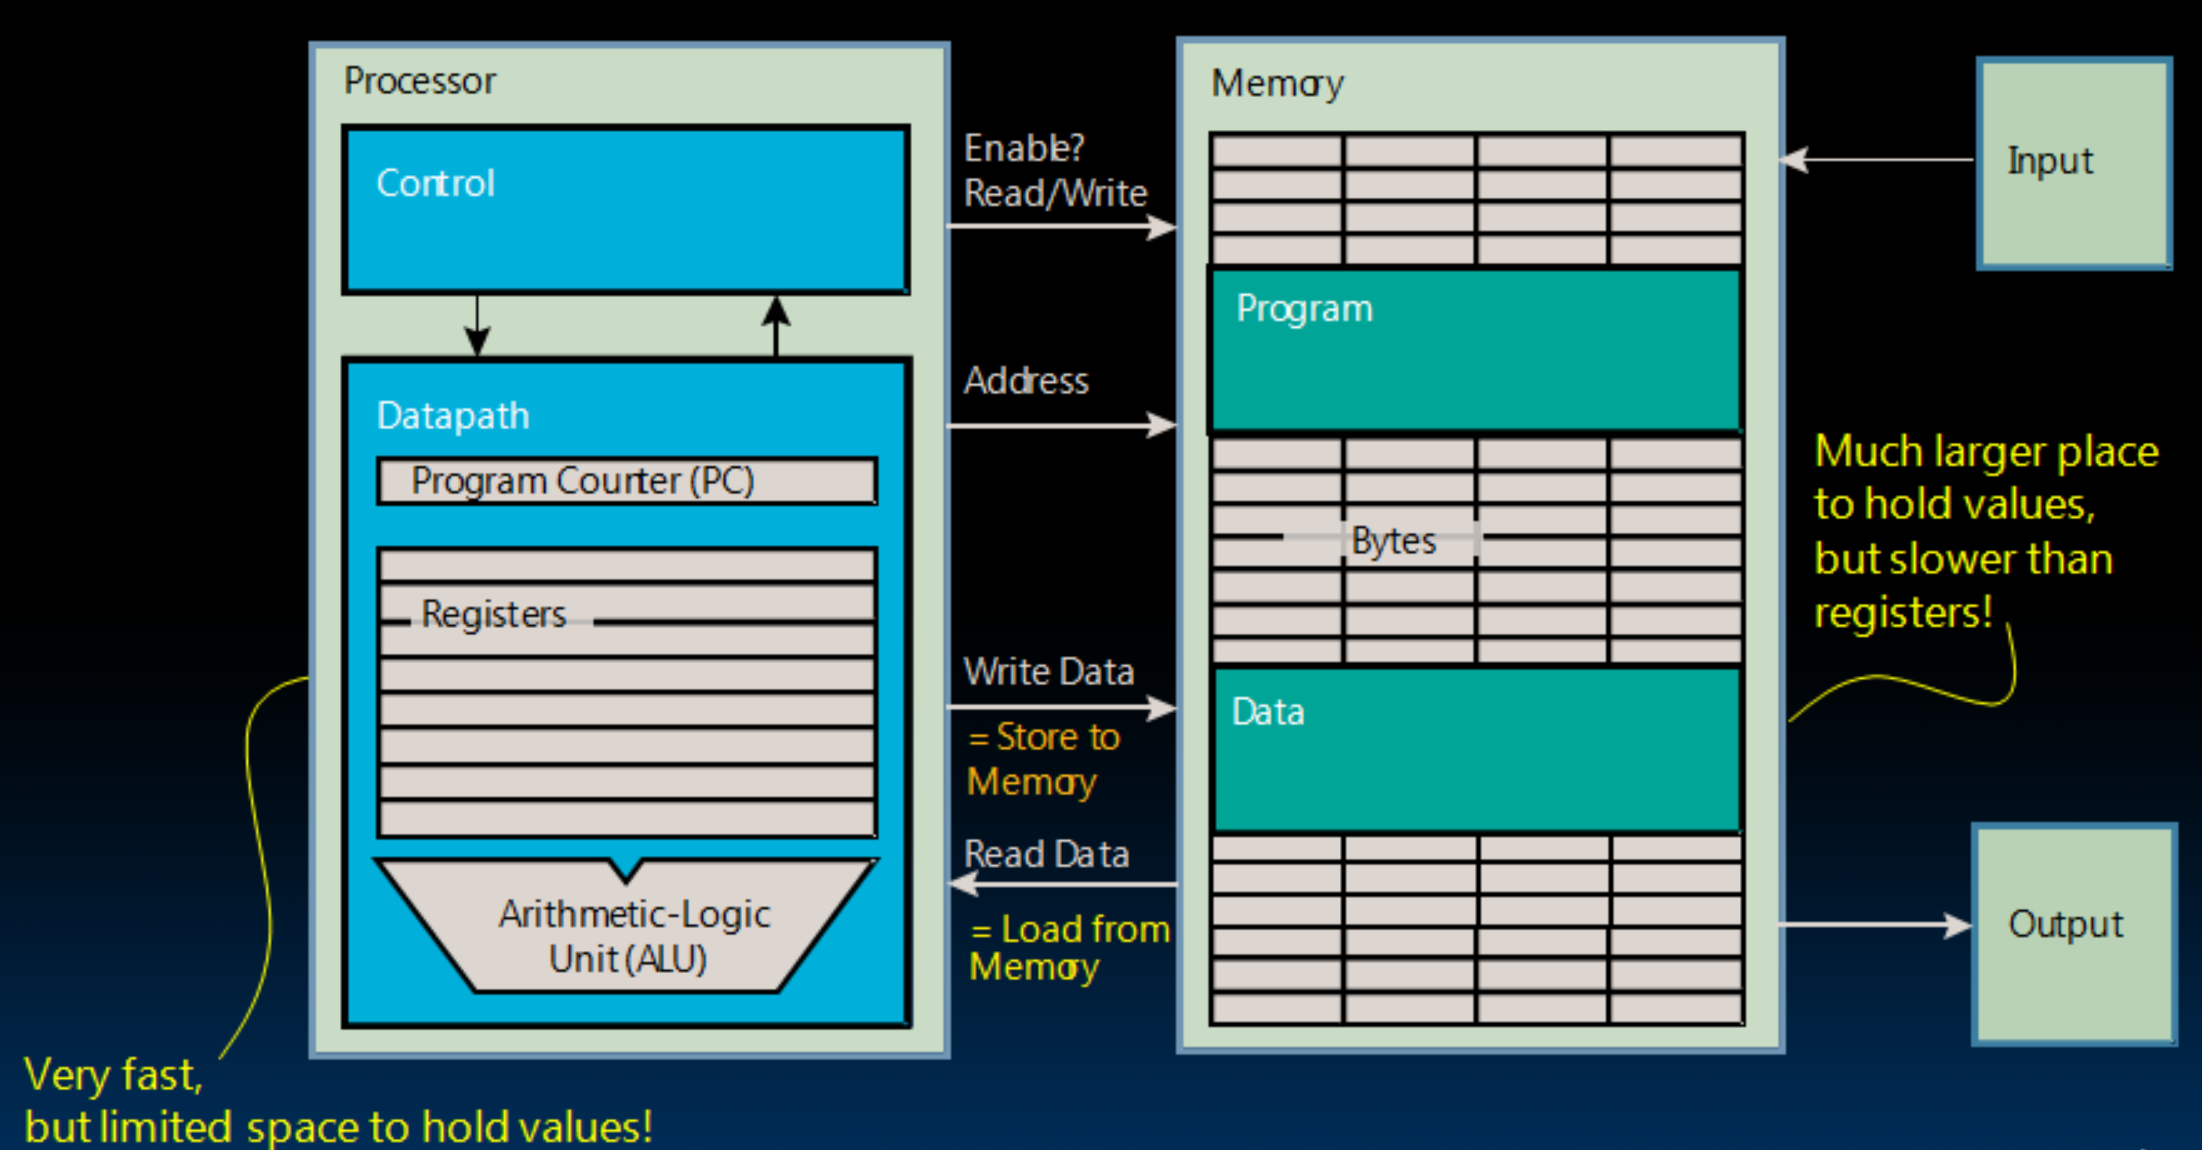 Processor
Control
Datapath
Program Counter (PC)
Registers
Arithmetic-Logic
Unit (ALU)
Very fast,
but limited space to hold values!
Enable?
Read/Write
Address
Write Data
= Store to
Memory
Read Data
= Load from
Memory
Memory
Program
Bytes
Data
Input
Much larger place
to hold values,
but slower than
registers!
Output